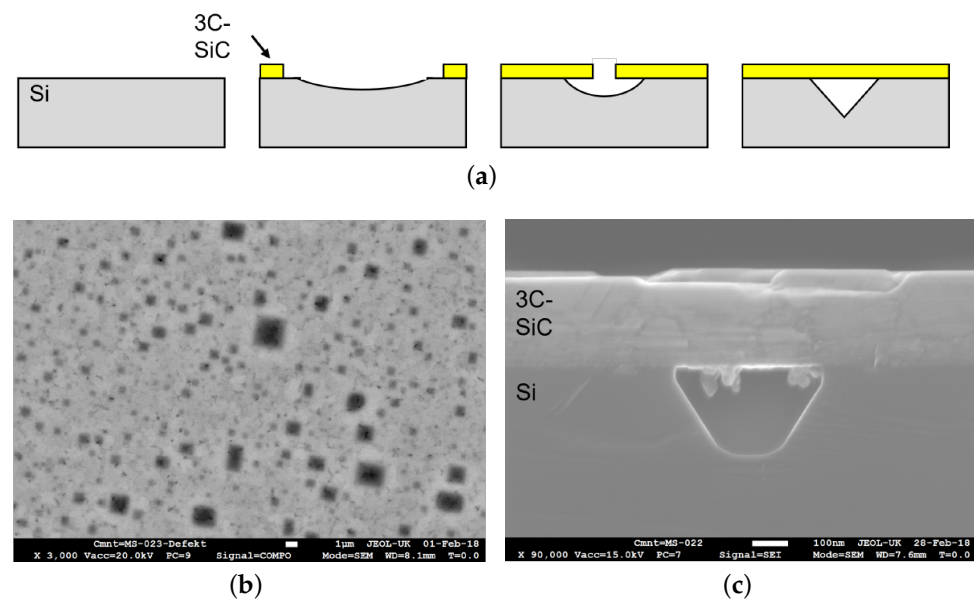 3C-
SiC
Si
(a)
3C-
SiC
Si
Cmnt=MS-023-Defekt 1μm JEOL-UK 01-Feb-18
X 3,000 Vacc=20.0kV PC=9 Signal=COMPO Mode=SEM WD=8.1mm T=0.0
Cmnt=MS-022 100nm JEOL-UK 28-Feb-18
X 90,000 Vacc=15.0kV PC=7 Signal=SEI Mode=SEM WD=7.6mm T=0.0
(b)
(c)